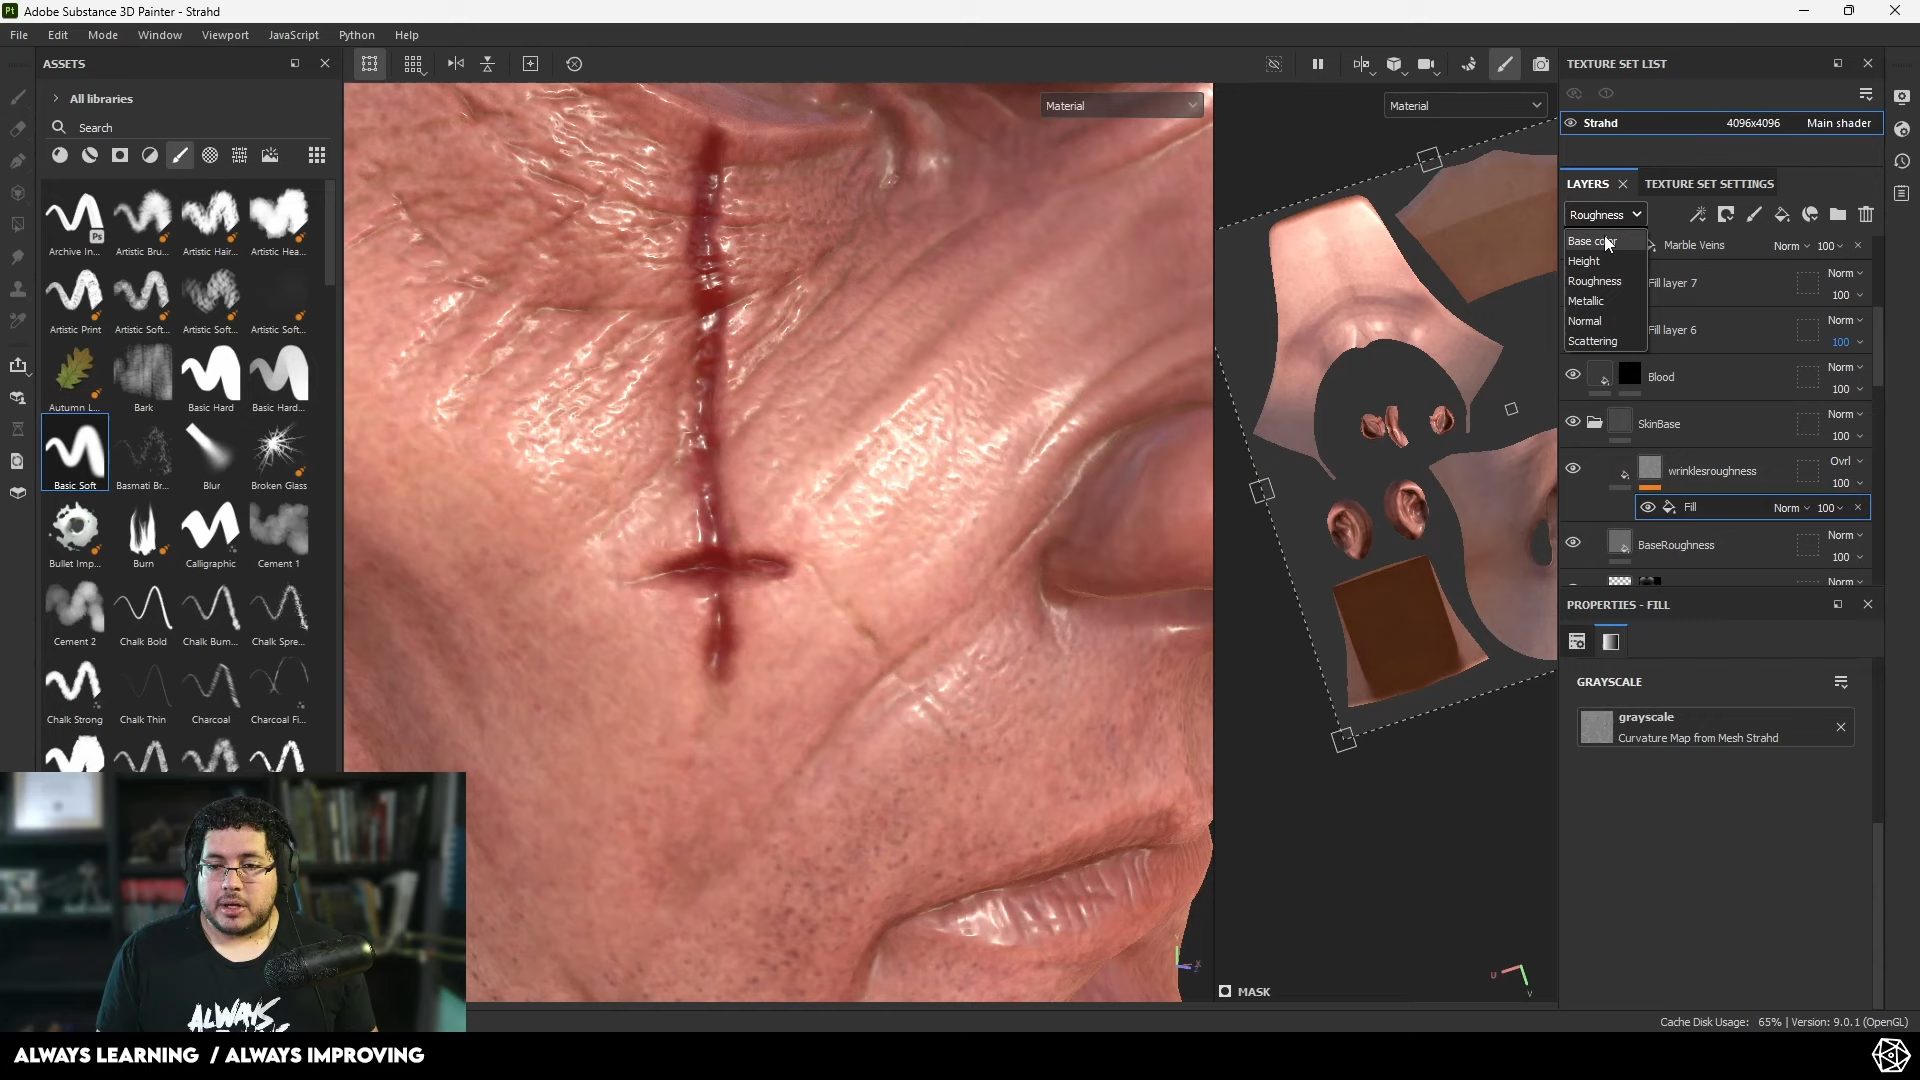 Pt Adobe Substance 3D Painter - Strahd
File Edit Mode Window Viewport JavaScript Python Help
ASSETS
All libraries
Search
Ps
Archive In...
Artistic Bru...
Artistic Hair...
Artistic Hea...
Artistic Print
Artistic Soft...
Artistic Soft...
Artistic Soft...
Autumn L...
Bark
Basic Hard
Basic Hard...
Basic Soft
Basmati Br...
Blur
Broken Glass
Bullet Imp...
Burn
Calligraphic
Cement 1
Cement 2
Chalk Bold
Chalk Bum...
Chalk Spre...
Chalk Strong
Chalk Thin
Charcoal
Charcoal Fi...
Material
Material
MASK
U
V
TEXTURE SET LIST
Strahd 4096x4096 Main shader
LAYERS TEXTURE SET SETTINGS
Roughness
Base color
Height
Roughness
Metallic
Normal
Scattering
Marble Veins Norm 100
Fill layer 7 Norm
100
Fill layer 6 Norm
100
Blood Norm
100
SkinBase Norm
100
wrinklesroughness Ovrl
100
Fill Norm 100
BaseRoughness Norm
100
Norm
PROPERTIES - FILL
GRAYSCALE
grayscale
Curvature Map from Mesh Strahd
Cache Disk Usage: 65% | Version: 9.0.1 (OpenGL)
ALWAYS
LEARNING
ALWAYS LEARNING / ALWAYS IMPROVING